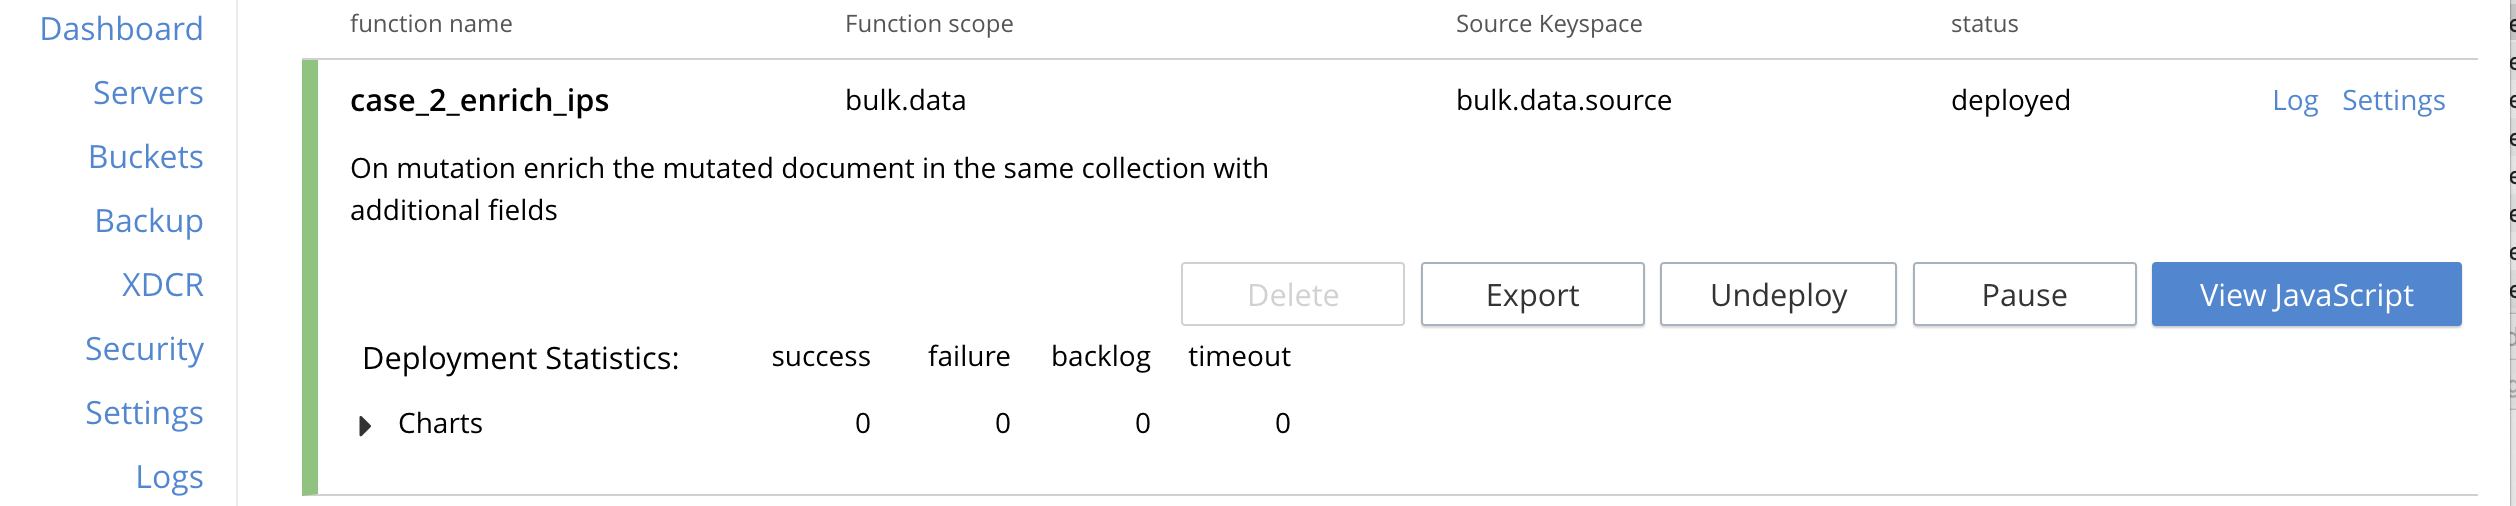 Dashboard
Servers
Buckets
Backup
XDCR
Security
Settings
Logs
function name Function scope Source Keyspace status
case_2_enrich_ips bulk.data bulk.data.source deployed Log Settings
On mutation enrich the mutated document in the same collection with
additional fields
Delete Export Undeploy Pause View JavaScript
Deployment Statistics: success failure backlog timeout
Charts 0 0 0 0